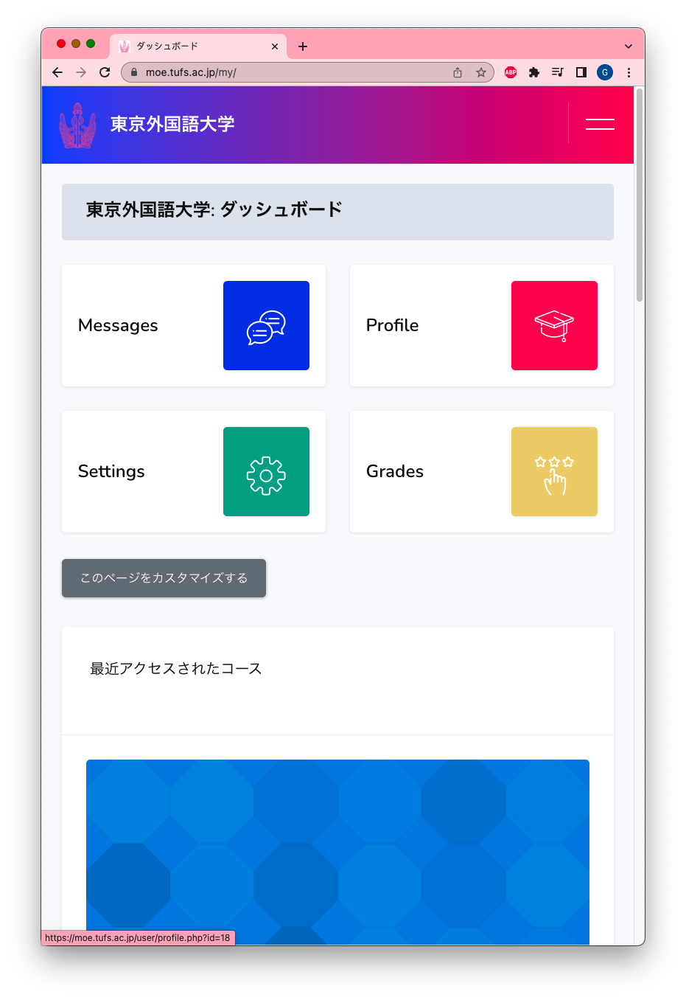 ダッシュボード
moe.tufs.ac.jp/my/
ABP
G
東京外国語大学
東京外国語大学: ダッシュボード
Messages
Profile
Settings
Grades
このページをカスタマイズする
最近アクセスされたコース
https://moe.tufs.ac.jp/user/profile.php?id=18